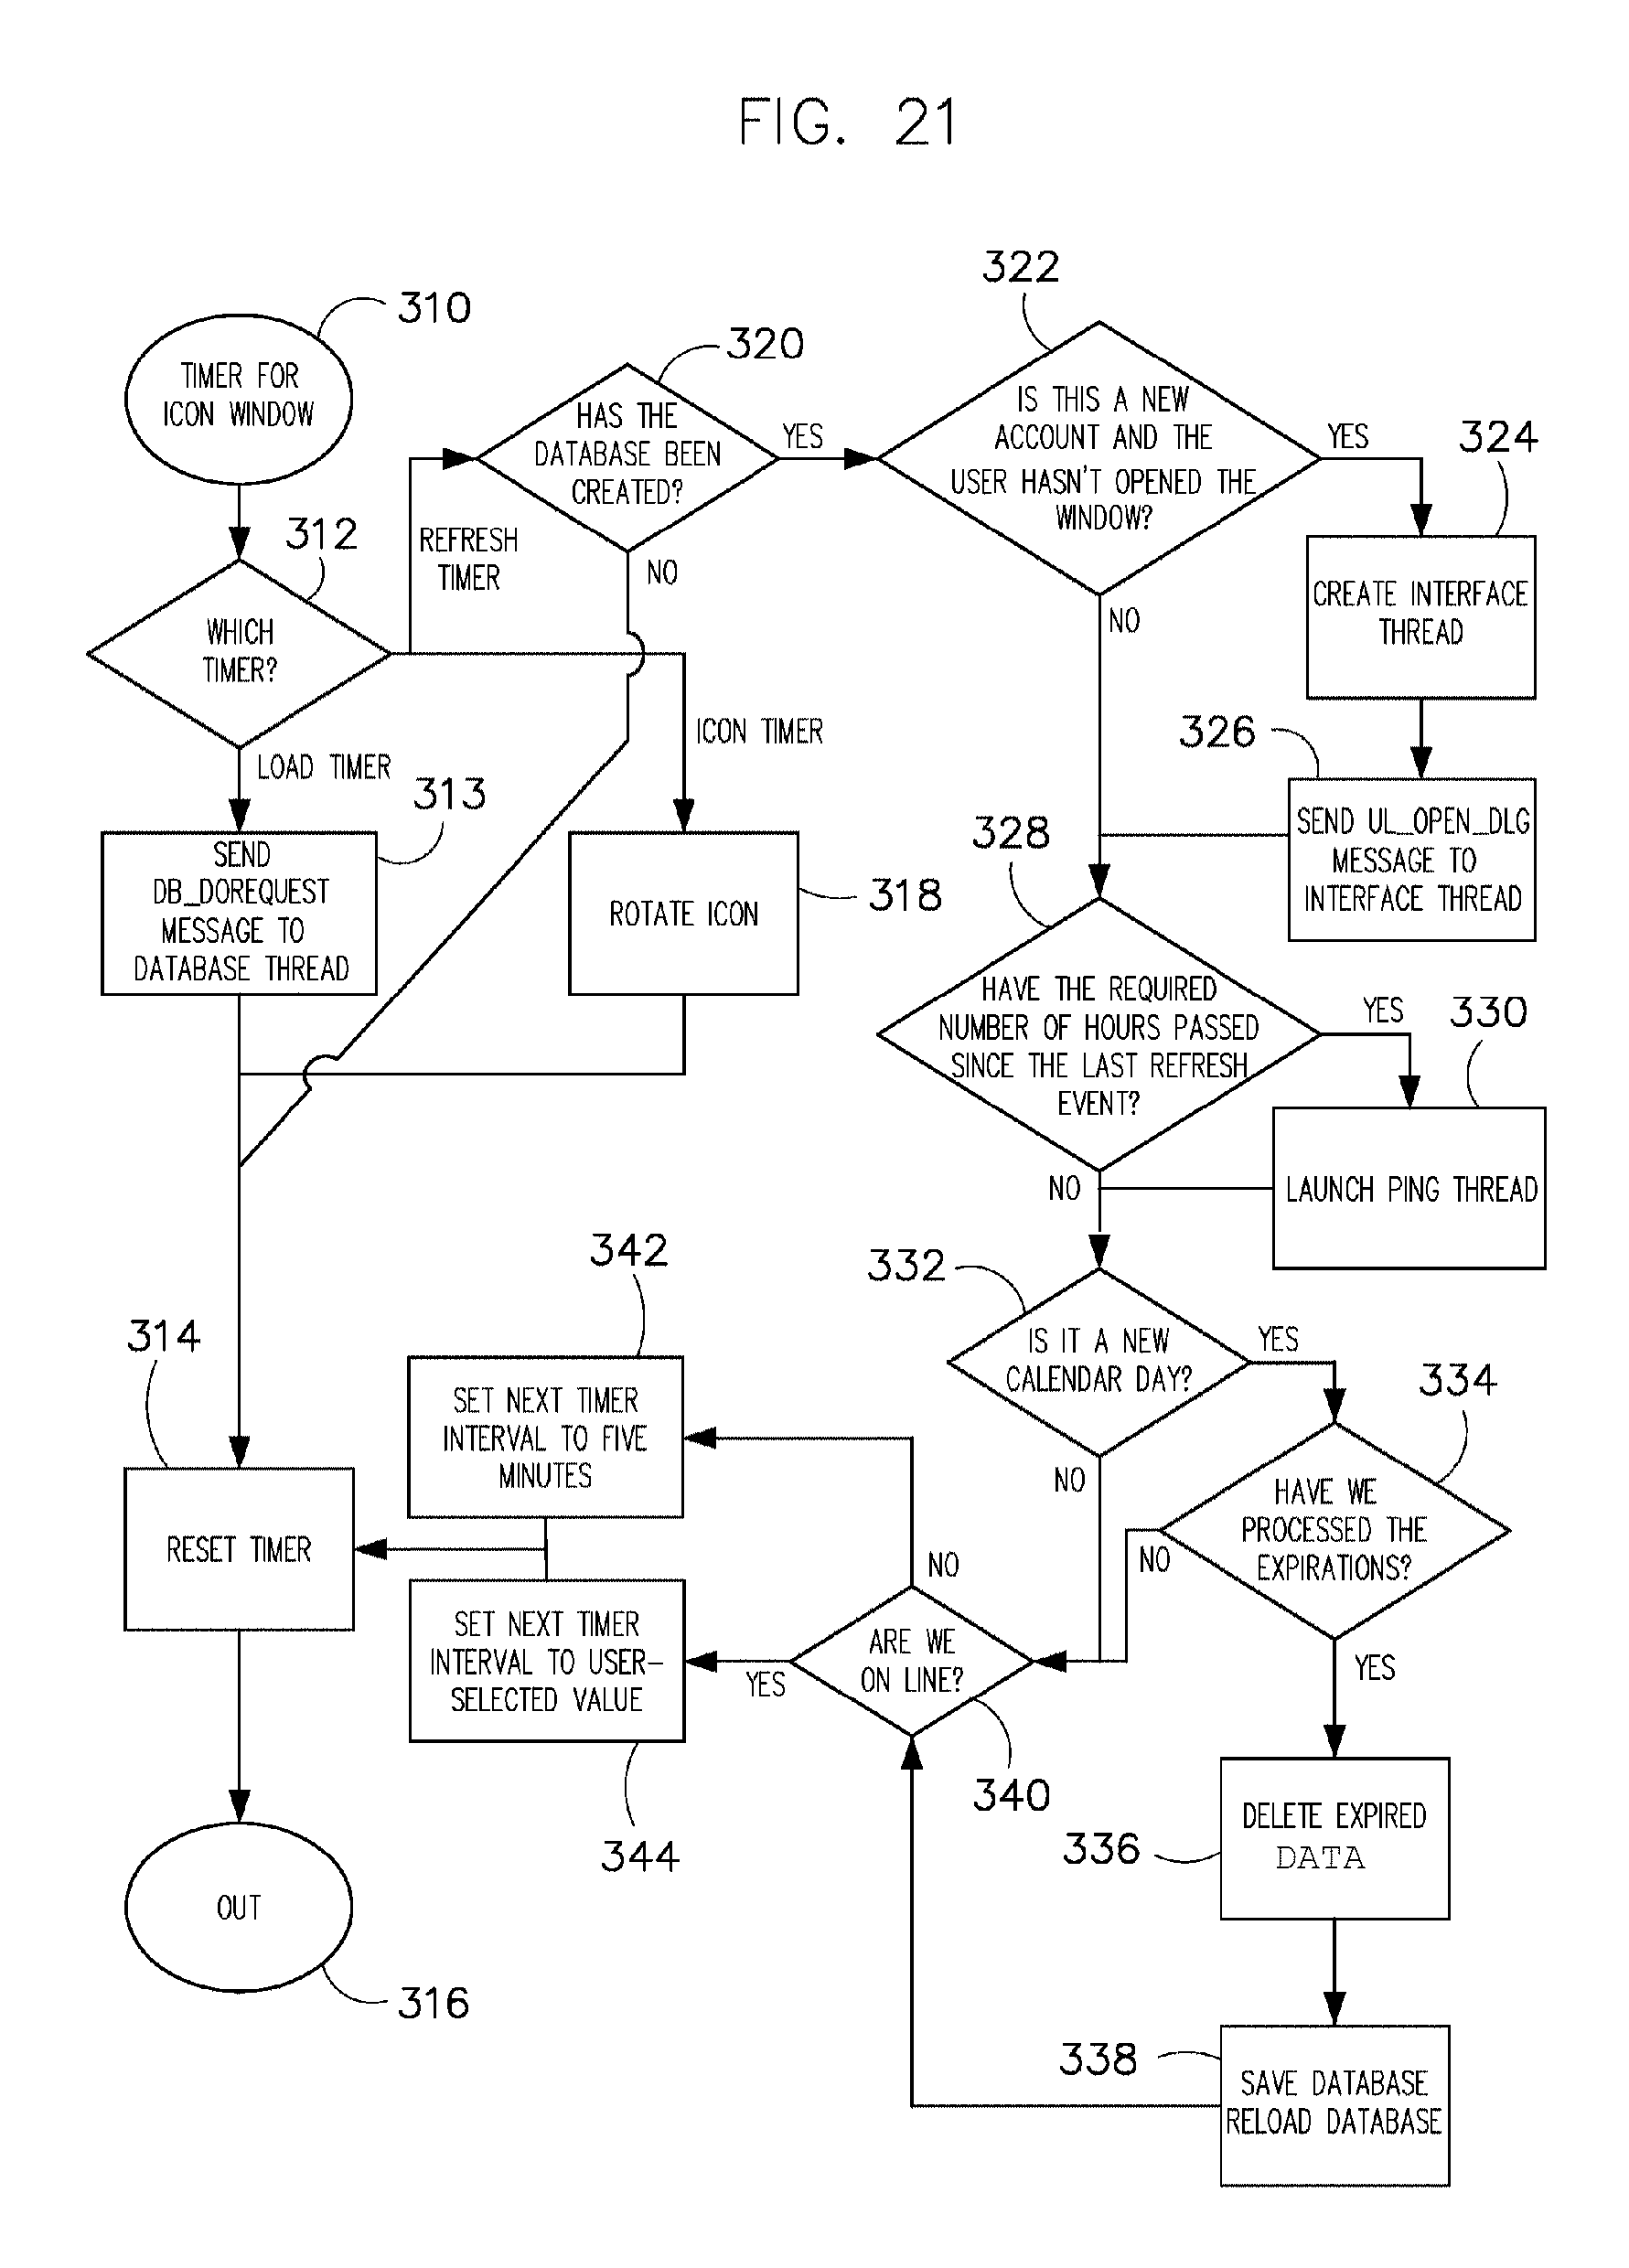 FIG. 21
310
TIMER FOR
ICON WINDOW
312
WHICH
TIMER?
REFRESH
TIMER
LOAD TIMER
ICON TIMER
313
SEND
DB_DOREQUEST
MESSAGE TO
DATABASE THREAD
318
ROTATE ICON
320
HAS THE
DATABASE BEEN
CREATED?
YES
NO
322
IS THIS A NEW
ACCOUNT AND THE
USER HASN'T OPENED THE
WINDOW?
YES
NO
324
CREATE INTERFACE
THREAD
326
SEND UL_OPEN_DLG
MESSAGE TO
INTERFACE THREAD
328
HAVE THE REQUIRED
NUMBER OF HOURS PASSED
SINCE THE LAST REFRESH
EVENT?
YES
NO
330
LAUNCH PING THREAD
332
IS IT A NEW
CALENDAR DAY?
YES
NO
334
HAVE WE
PROCESSED THE
EXPIRATIONS?
NO
YES
336
DELETE EXPIRED
DATA
338
SAVE DATABASE
RELOAD DATABASE
340
ARE WE
ON LINE?
NO
YES
342
SET NEXT TIMER
INTERVAL TO FIVE
MINUTES
344
SET NEXT TIMER
INTERVAL TO USER-
SELECTED VALUE
314
RESET TIMER
316
OUT